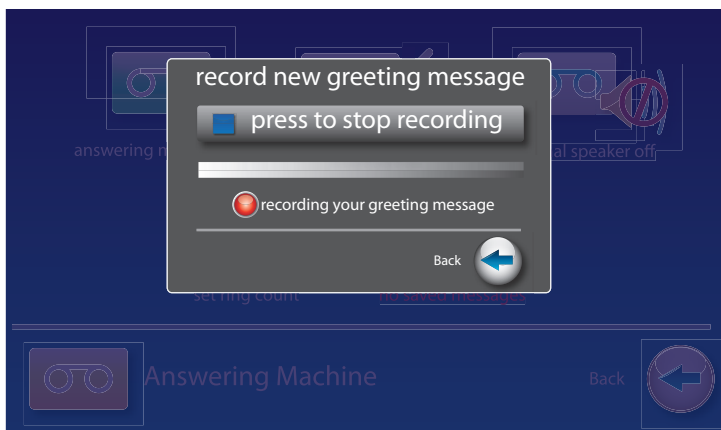 record new greeting message
press to stop recording
answering m
al speaker off
recording your greeting message
Back
set ring count
no saved messages
Answering Machine
Back